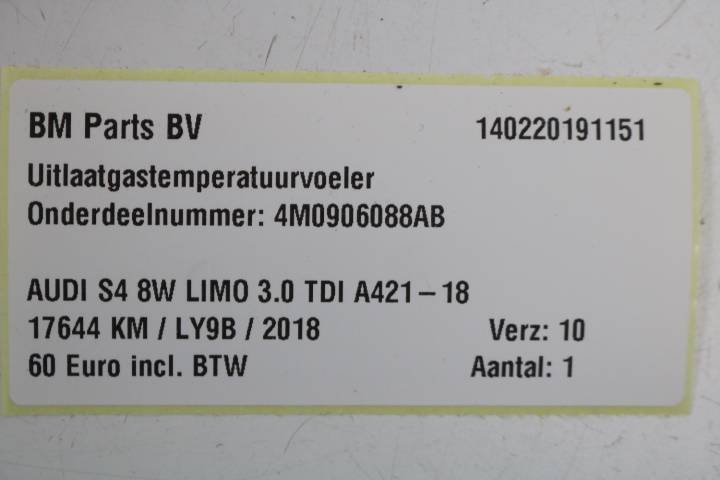 BM Parts BV 140220191151
Uitlaatgastemperatuurvoeler
Onderdeelnummer: 4M0906088AB
AUDI S4 8W LIMO 3.0 TDI A421-18
17644 KM / LY9B / 2018 Verz: 10
60 Euro incl. BTW Aantal: 1